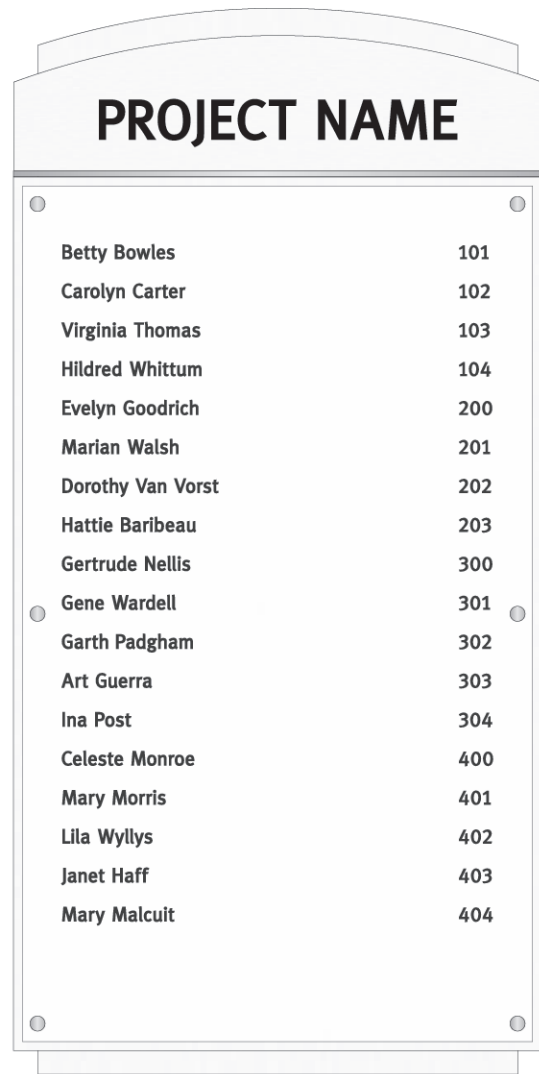 PROJECT NAME
Betty Bowles 101
Carolyn Carter 102
Virginia Thomas 103
Hildred Whittum 104
Evelyn Goodrich 200
Marian Walsh 201
Dorothy Van Vorst 202
Hattie Baribeau 203
Gertrude Nellis 300
Gene Wardell 301
Garth Padgham 302
Art Guerra 303
Ina Post 304
Celeste Monroe 400
Mary Morris 401
Lila Wyllys 402
Janet Haff 403
Mary Malcuit 404